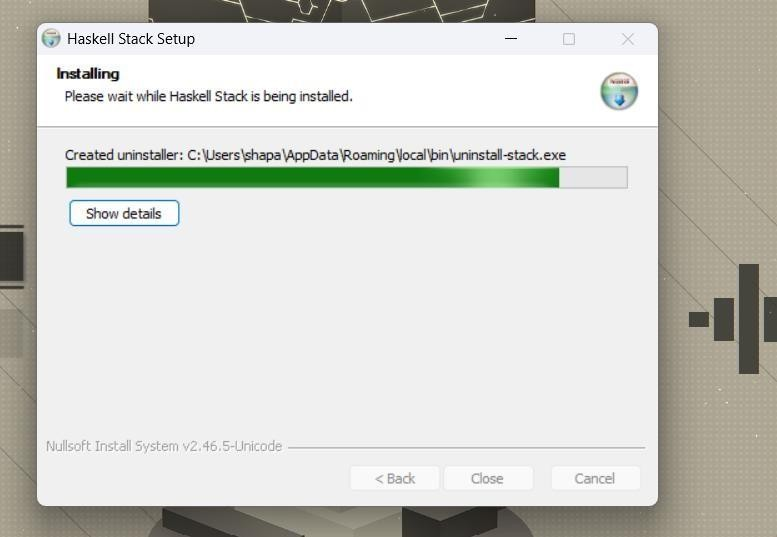 Haskell Stack Setup
Installing
Please wait while Haskell Stack is being installed.
Created uninstaller: C:\Users\shapa\AppData\Roaming\local\bin\uninstall-stack.exe
Show details
Nullsoft Install System v2.46.5-Unicode
< Back
Close
Cancel